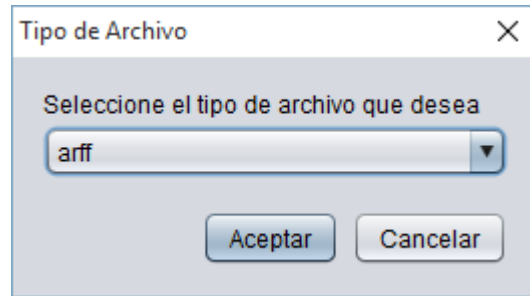 Tipo de Archivo
Seleccione el tipo de archivo que desea
arff
Aceptar
Cancelar